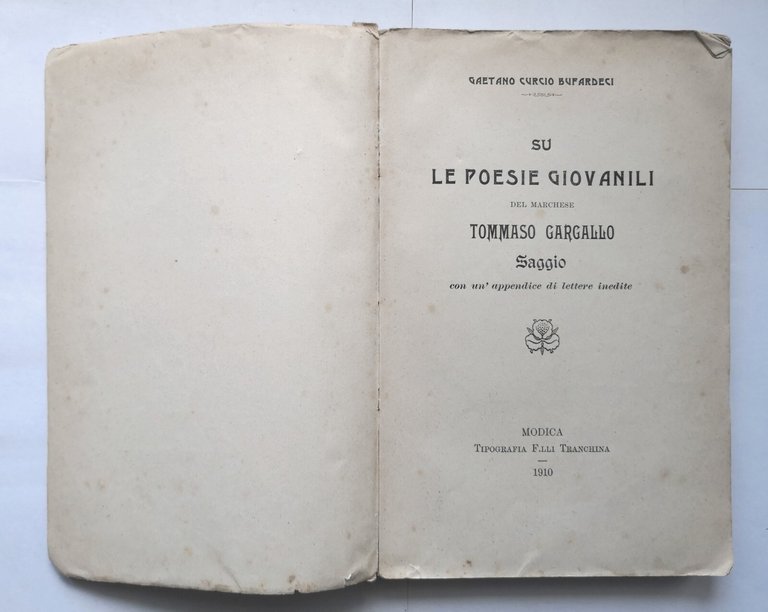 GAETANO CURCIO BUFARDECI
SU
LE POESIE GIOVANILI
DEL MARCHESE
TOMMASO GARGALLO
Saggio
con un' appendice di lettere inedite
MODICA
TIPOGRAFIA F.LLI TRANCHINA
1910